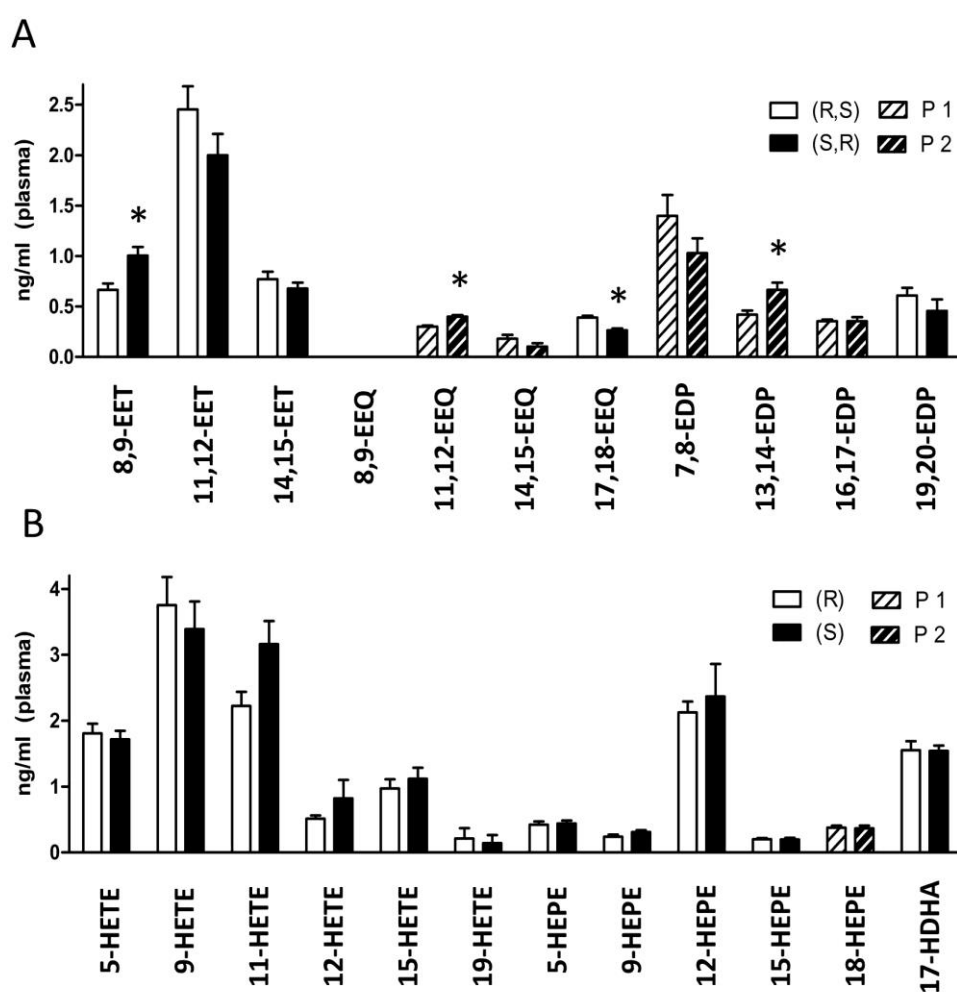 A
ng/ml (plasma)
2.5
2.0
1.5
1.0
0.5
0.0
(R,S)
P 1
(S,R)
P 2
*
*
*
*
8,9-EET
11,12-EET
14,15-EET
8,9-EEQ
11,12-EEQ
14,15-EEQ
17,18-EEQ
7,8-EDP
13,14-EDP
16,17-EDP
19,20-EDP
B
ng/ml (plasma)
4
3
2
1
0
(R)
P 1
(S)
P 2
5-HETE
9-HETE
11-HETE
12-HETE
15-HETE
19-HETE
5-HEPE
9-HEPE
12-HEPE
15-HEPE
18-HEPE
17-HDHA